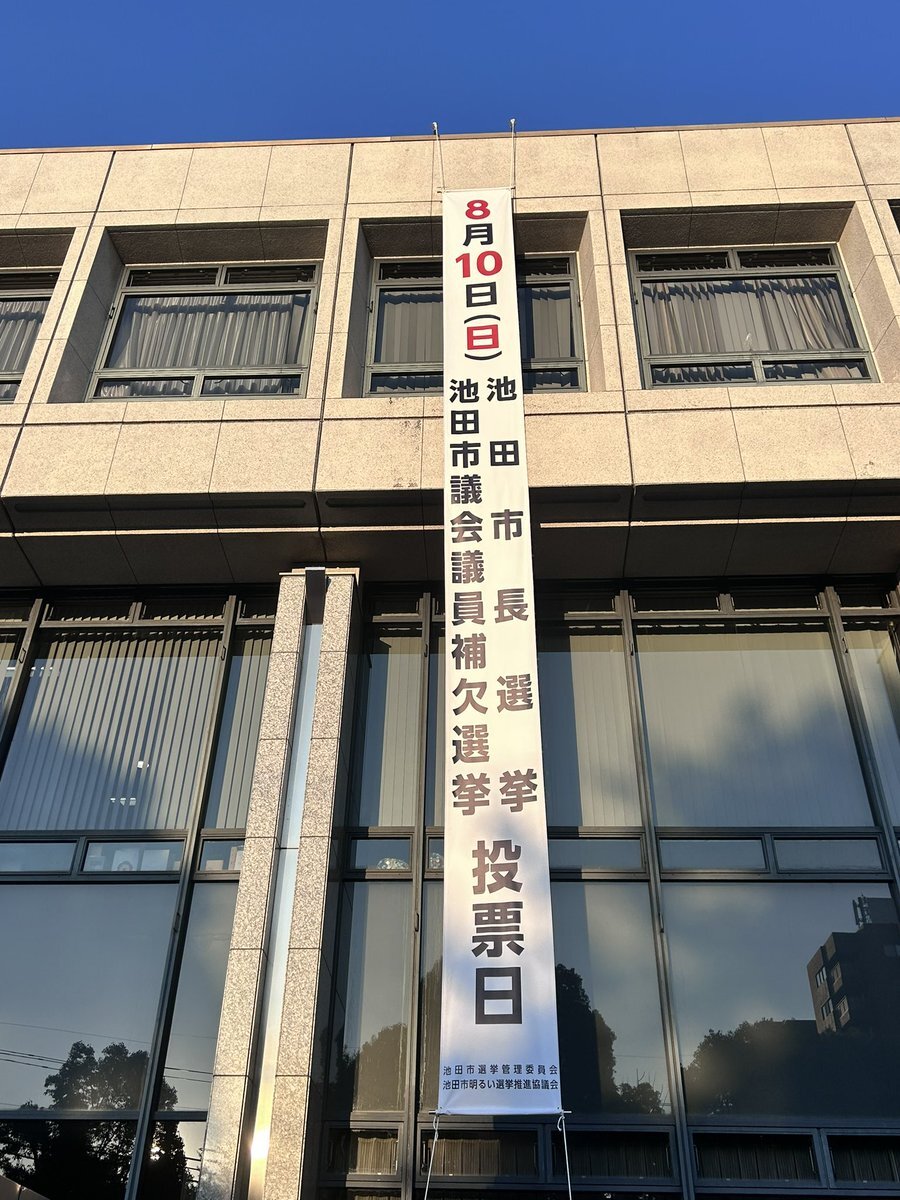 8月10日(日)
池田市長選挙
池田市議会議員補欠選挙
投票日
池田市選挙管理委員会
池田市明るい選挙推進協議会